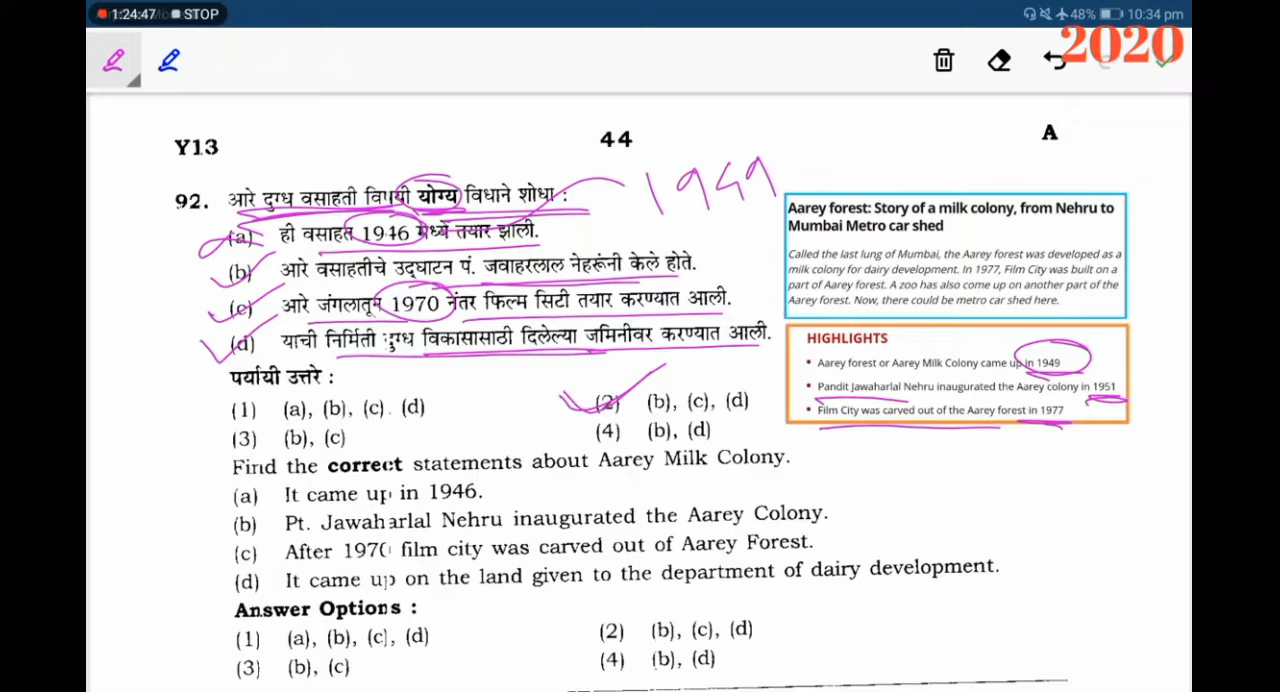 1:24:47 STOP
48% 10:34 pm
2020
Y13
44
A
92. आरे दुग्ध वसाहती विषयी योग्य विधाने शोधा :
1949
(a) ही वसाहत 1946 मध्ये तयार झाली.
(b) आरे वसाहतीचे उद्घाटन पं. जवाहरलाल नेहरूंनी केले होते.
(c) आरे जंगलातून 1970 नंतर फिल्म सिटी तयार करण्यात आली.
(d) याची निर्मिती दुग्ध विकासासाठी दिलेल्या जमिनीवर करण्यात आली.
पर्यायी उत्तरे :
(1) (a), (b), (c), (d)
(2) (b), (c), (d)
(3) (b), (c)
(4) (b), (d)
Aarey forest: Story of a milk colony, from Nehru to
Mumbai Metro car shed
Called the last lung of Mumbai, the Aarey forest was developed as a
milk colony for dairy development. In 1977, Film City was built on a
part of Aarey forest. A zoo has also come up on another part of the
Aarey forest. Now, there could be metro car shed here.
HIGHLIGHTS
• Aarey forest or Aarey Milk Colony came up in 1949
• Pandit Jawaharlal Nehru inaugurated the Aarey colony in 1951
• Film City was carved out of the Aarey forest in 1977
Find the correct statements about Aarey Milk Colony.
(a) It came up in 1946.
(b) Pt. Jawaharlal Nehru inaugurated the Aarey Colony.
(c) After 1970 film city was carved out of Aarey Forest.
(d) It came up on the land given to the department of dairy development.
Answer Options :
(1) (a), (b), (c), (d)
(2) (b), (c), (d)
(3) (b), (c)
(4) (b), (d)